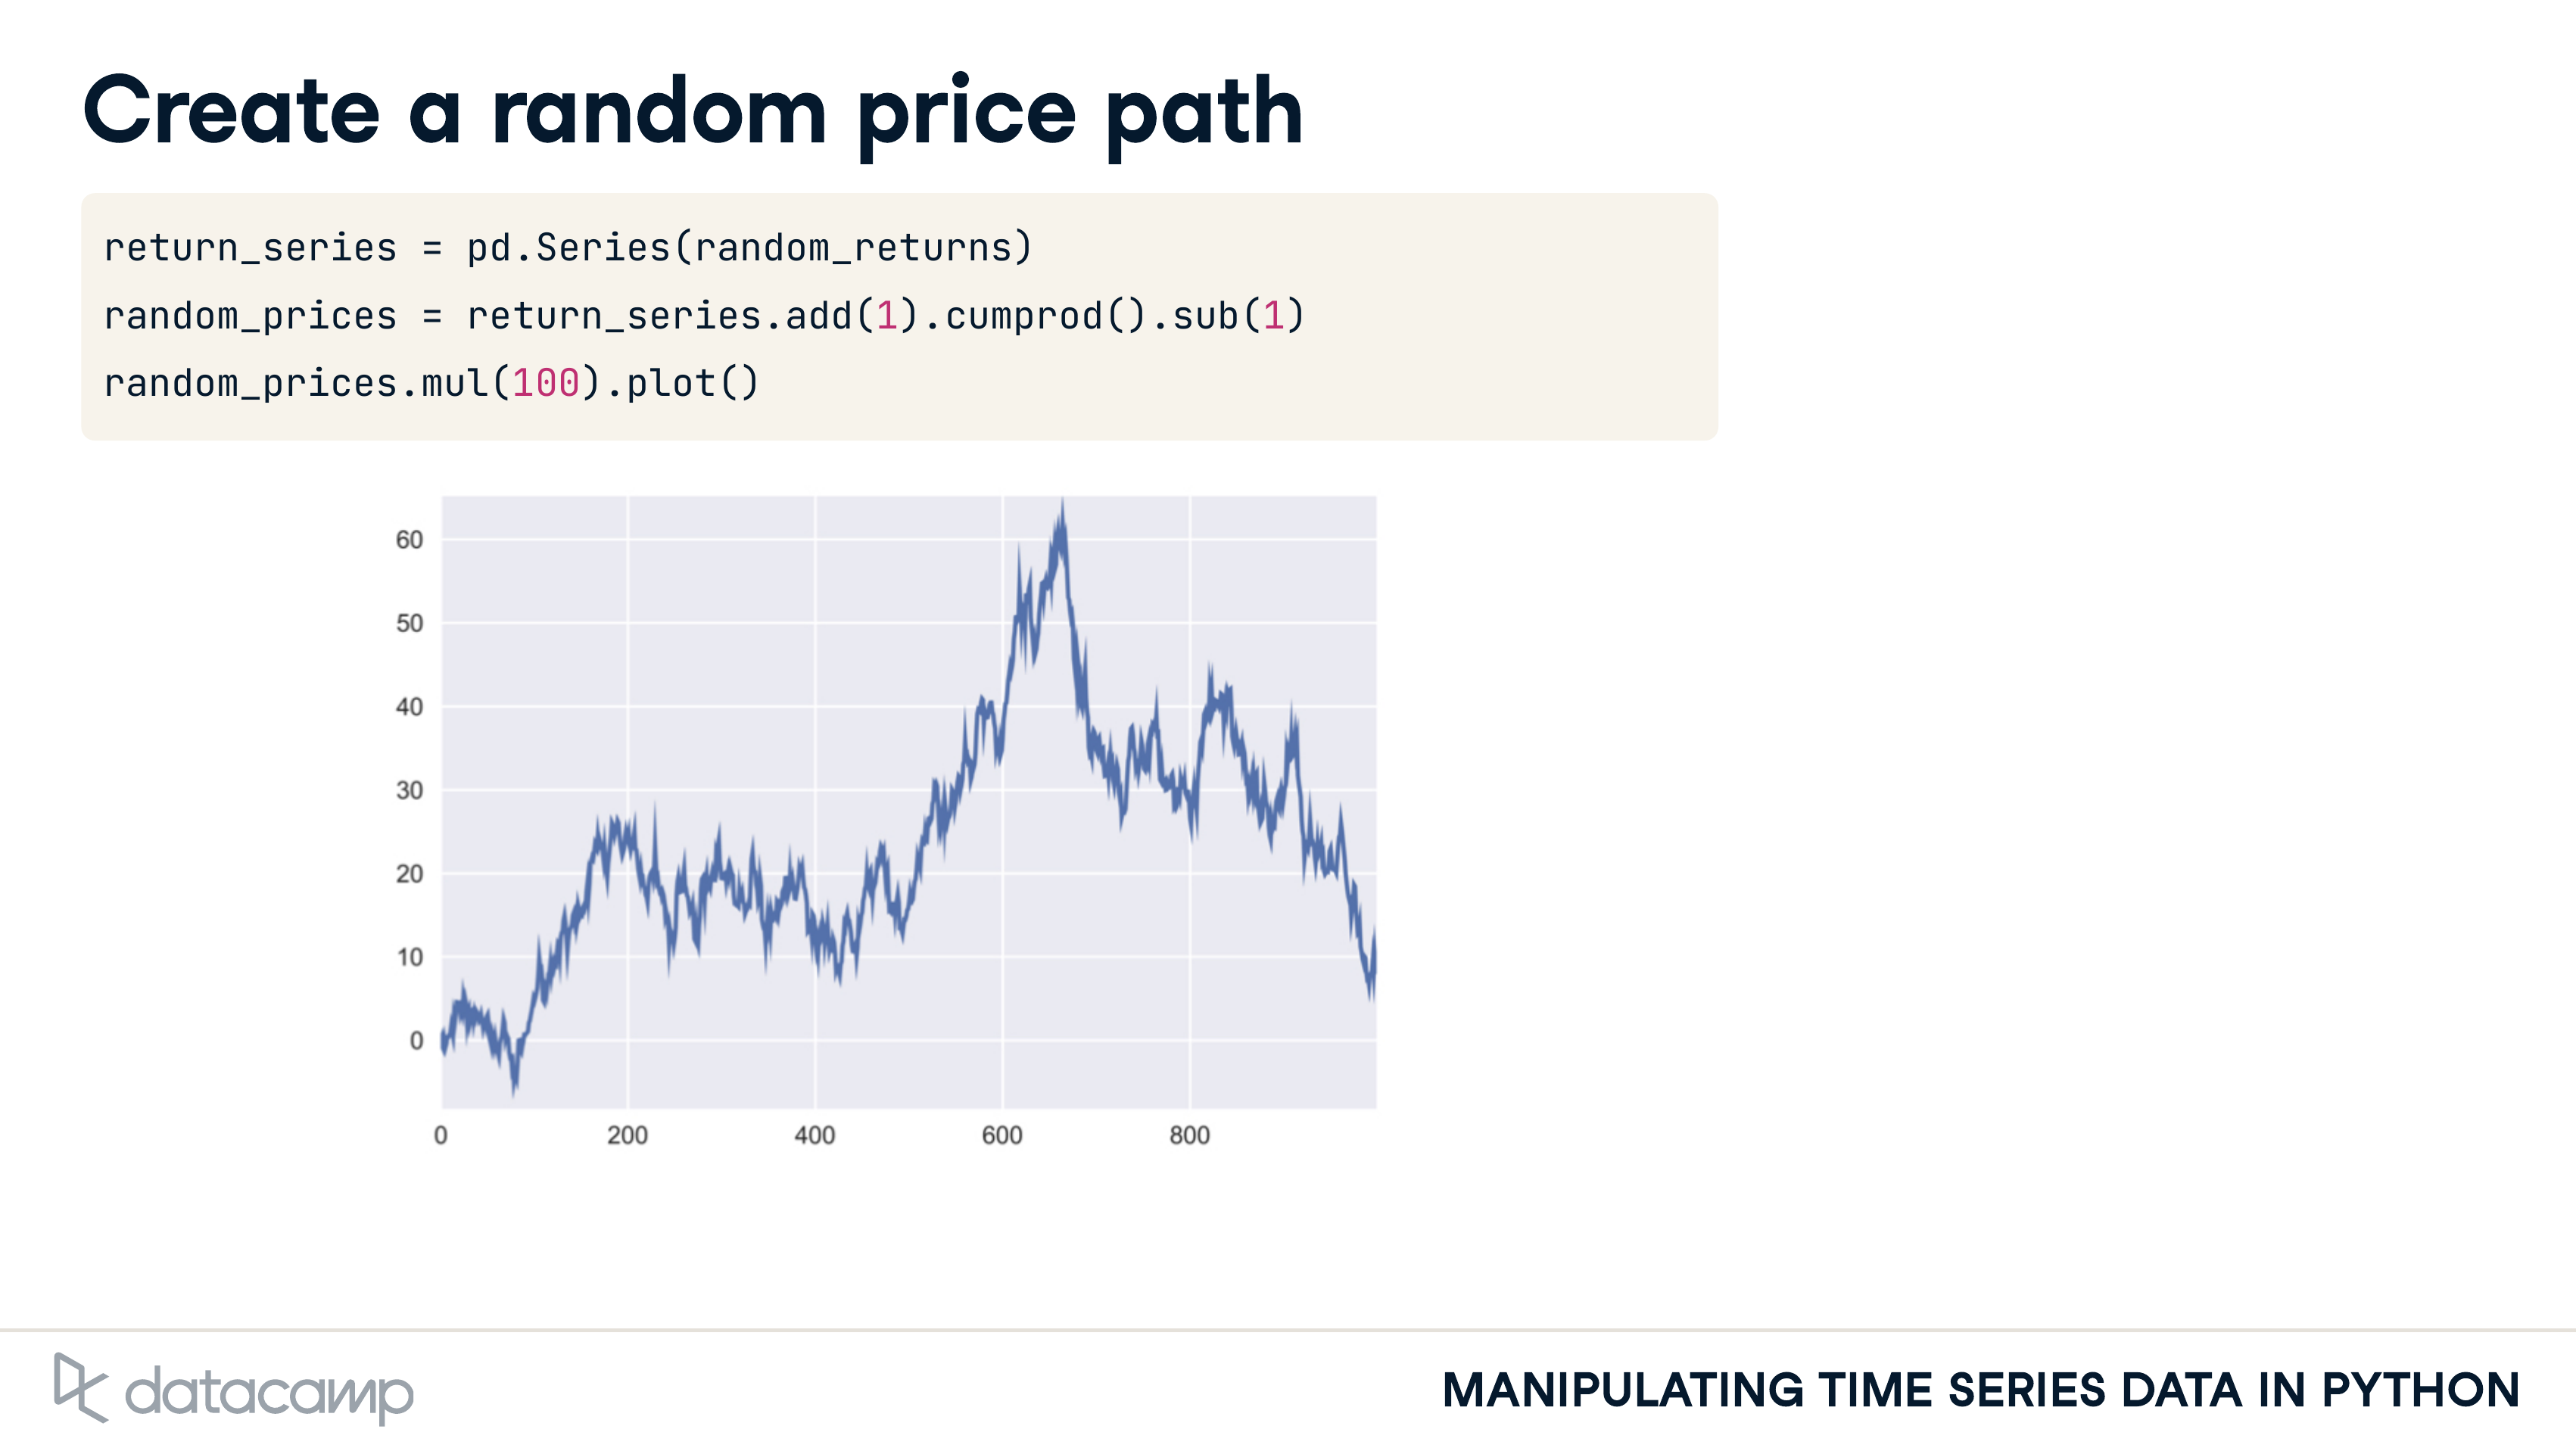 Create a random price path
return_series = pd.Series(random_returns)
random_prices = return_series.add(1).cumprod().sub(1)
random_prices.mul(100).plot()
60
50
40
30
20
10
0
0 200 400 600 800
datacamp
MANIPULATING TIME SERIES DATA IN PYTHON